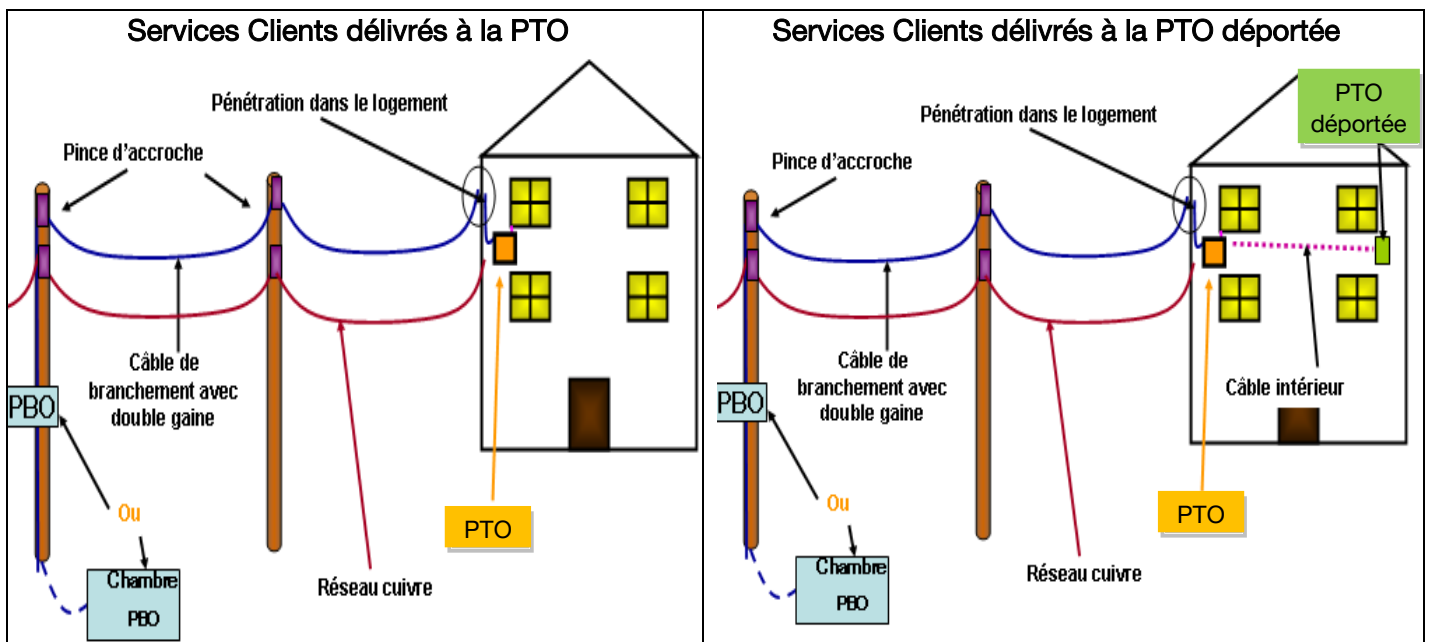 Services Clients délivrés à la PTO
Pénétration dans le logement
Pince d'accroche
Câble de
branchement avec
double gaine
PBO
Ou
PTO
Chambre
PBO
Réseau cuivre
Services Clients délivrés à la PTO déportée
PTO
déportée
Pénétration dans le logement
Pince d'accroche
Câble de
branchement avec
double gaine
Câble intérieur
PBO
Ou
PTO
Chambre
PBO
Réseau cuivre